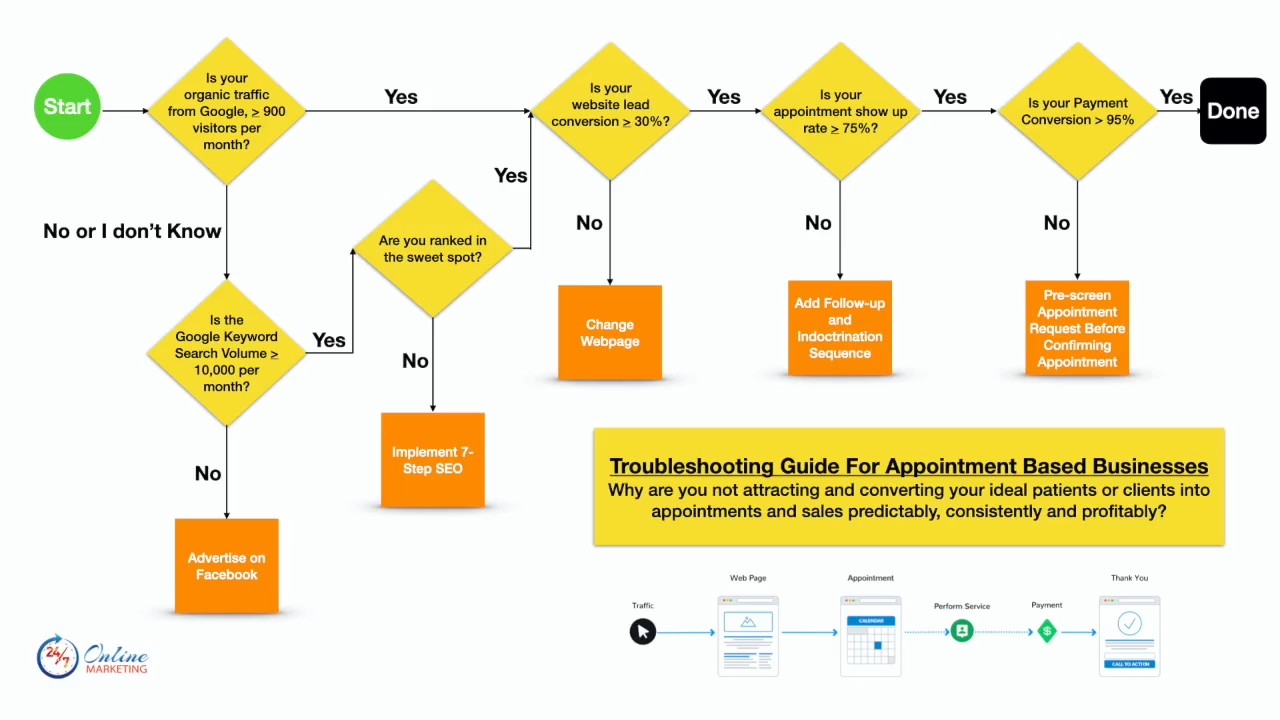 Start
Is your
organic traffic
from Google, ≥ 900
visitors per
month?
Yes
Is your
website lead
conversion ≥ 30%?
Yes
Is your
appointment show up
rate ≥ 75%?
Yes
Is your Payment
Conversion > 95%
Yes
Done
No or I don’t Know
Are you ranked in
the sweet spot?
Yes
No
No
No
Is the
Google Keyword
Search Volume ≥
10,000 per
month?
Yes
No
Change
Webpage
Add Follow-up
and
Indoctrination
Sequence
Pre-screen
Appointment
Request Before
Confirming
Appointment
No
Implement 7-
Step SEO
Advertise on
Facebook
Troubleshooting Guide For Appointment Based Businesses
Why are you not attracting and converting your ideal patients or clients into
appointments and sales predictably, consistently and profitably?
Traffic
Web Page
Appointment
CALENDAR
Perform Service
Payment
$
Thank You
CALL TO ACTION
24/7
Online
MARKETING